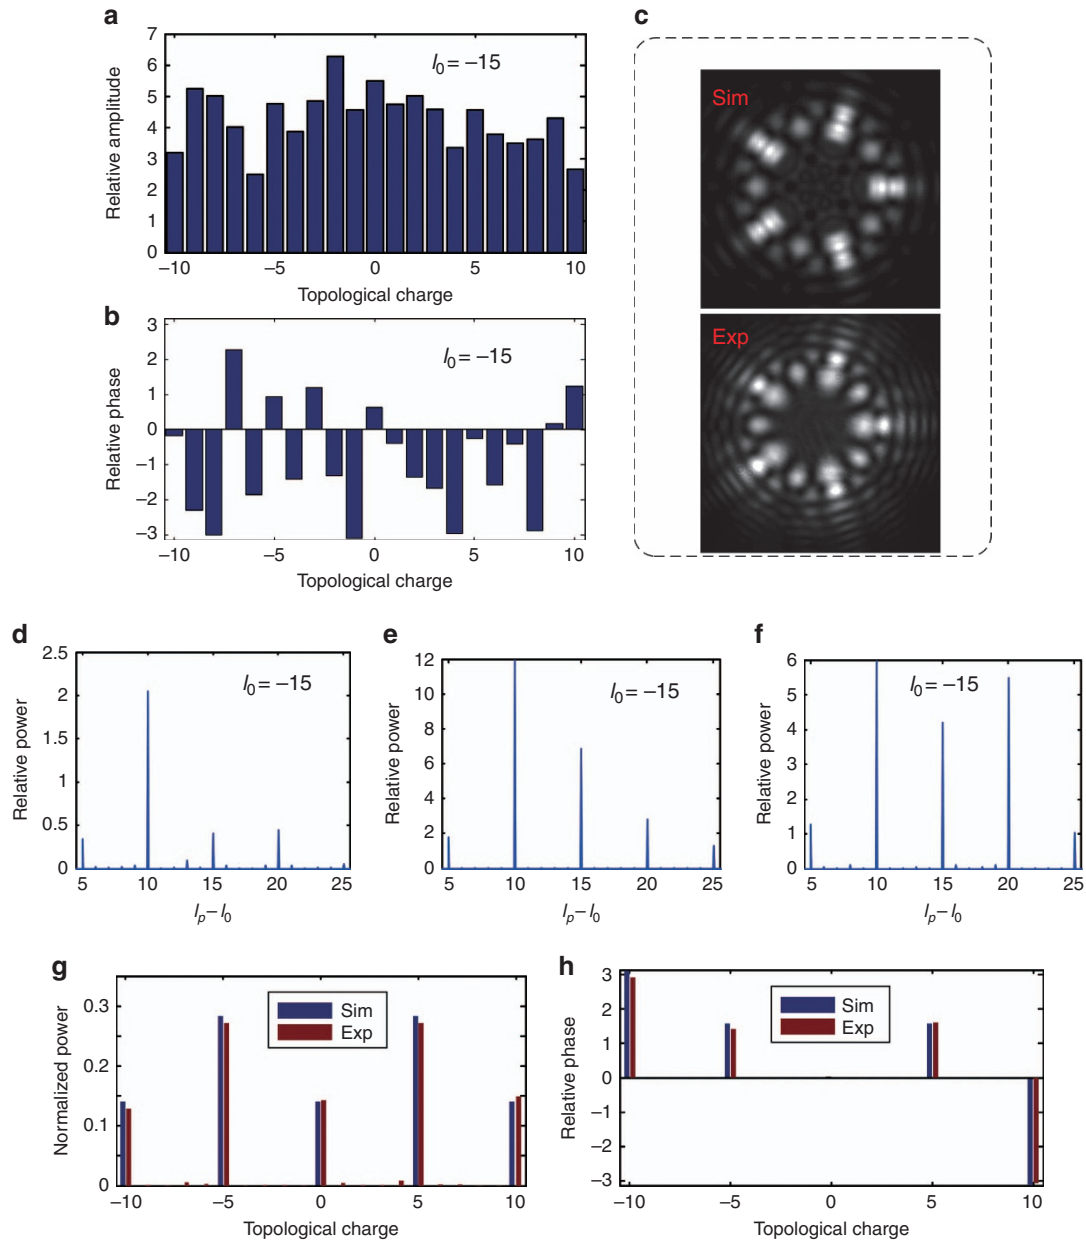 a
7
6
5
4
3
2
1
0
Relative amplitude
l0 = −15
−10 −5 0 5 10
Topological charge
b
3
2
1
0
−1
−2
−3
Relative phase
l0 = −15
−10 −5 0 5 10
Topological charge
c
Sim
Exp
d
2.5
2
1.5
1
0.5
0
Relative power
l0 = −15
5 10 15 20 25
lp − l0
e
12
10
8
6
4
2
0
Relative power
l0 = −15
5 10 15 20 25
lp − l0
f
6
5
4
3
2
1
0
Relative power
l0 = −15
5 10 15 20 25
lp − l0
g
0.3
0.2
0.1
0
Normalized power
Sim
Exp
−10 −5 0 5 10
Topological charge
h
3
2
1
0
−1
−2
−3
Relative phase
Sim
Exp
−10 −5 0 5 10
Topological charge